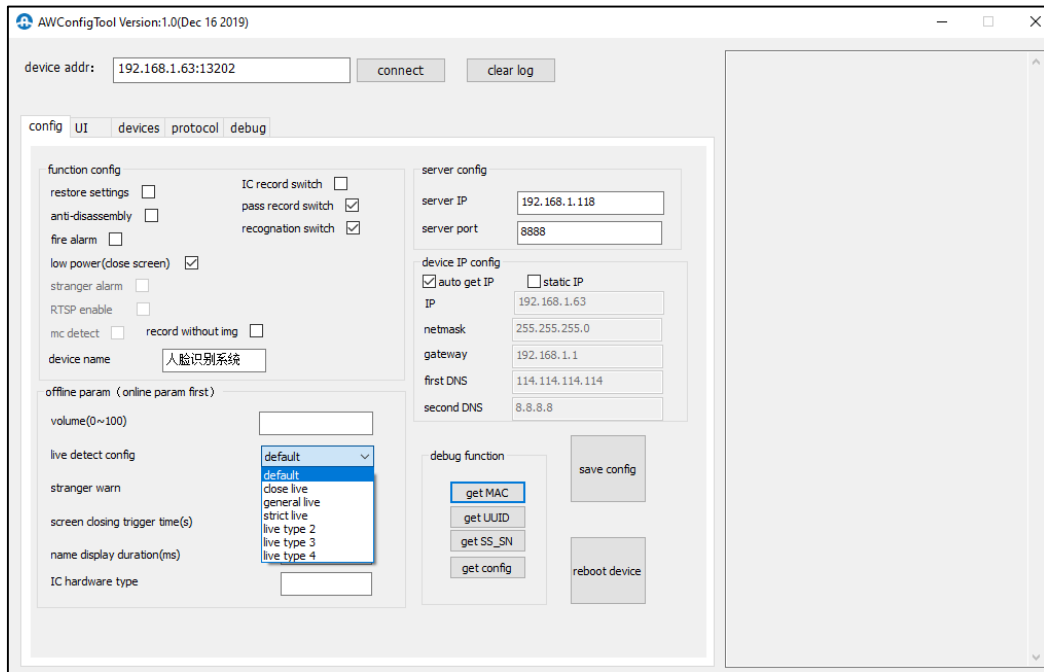 AWConfigTool Version:1.0(Dec 16 2019)
device addr:
192.168.1.63:13202
connect
clear log
config
UI
devices
protocol
debug
function config
restore settings
IC record switch
anti-disassembly
pass record switch
fire alarm
recognation switch
low power(close screen)
stranger alarm
RTSP enable
mc detect
record without img
device name
人脸识别系统
offline param（online param first）
volume(0~100)
live detect config
default
default
close live
general live
strict live
live type 2
live type 3
live type 4
stranger warn
screen closing trigger time(s)
name display duration(ms)
IC hardware type
server config
server IP
192.168.1.118
server port
8888
device IP config
auto get IP
static IP
IP
192.168.1.63
netmask
255.255.255.0
gateway
192.168.1.1
first DNS
114.114.114.114
second DNS
8.8.8.8
debug function
get MAC
get UUID
get SS_SN
get config
save config
reboot device